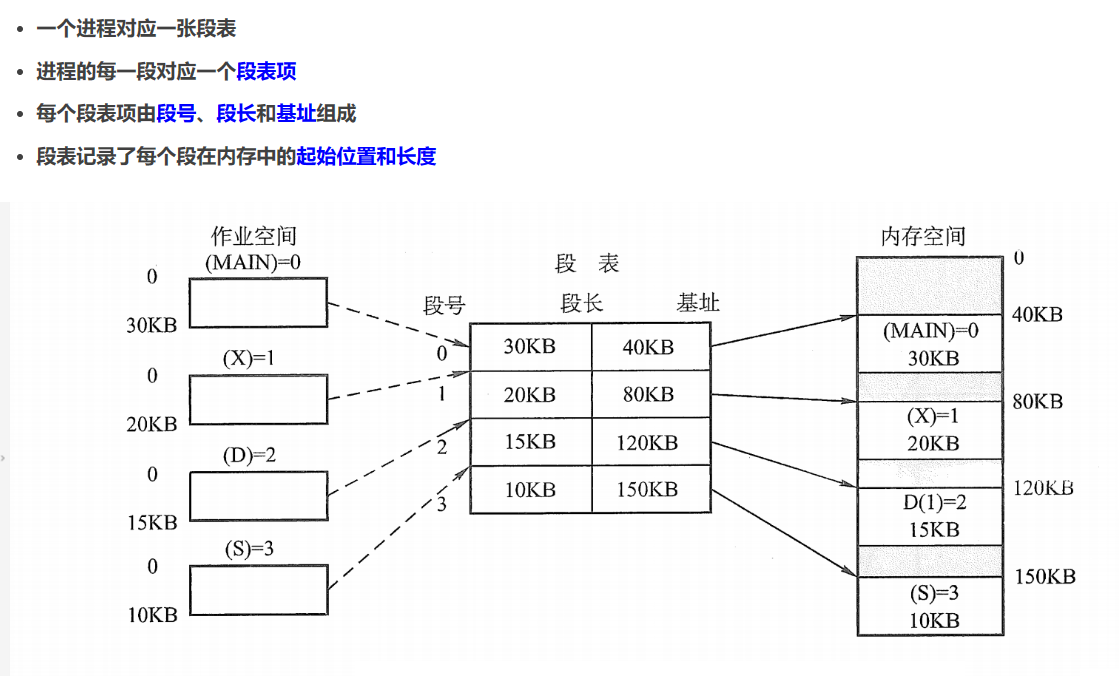 一个进程对应一张段表
进程的每一段对应一个段表项
每个段表项由段号、段长和基址组成
段表记录了每个段在内存中的起始位置和长度
作业空间
(MAIN)=0
0
30KB
(X)=1
0
20KB
(D)=2
0
15KB
(S)=3
0
10KB
段 表
段号
段长
基址
0
30KB
40KB
1
20KB
80KB
2
15KB
120KB
3
10KB
150KB
内存空间
0
40KB
(MAIN)=0
30KB
80KB
(X)=1
20KB
120KB
D(1)=2
15KB
150KB
(S)=3
10KB